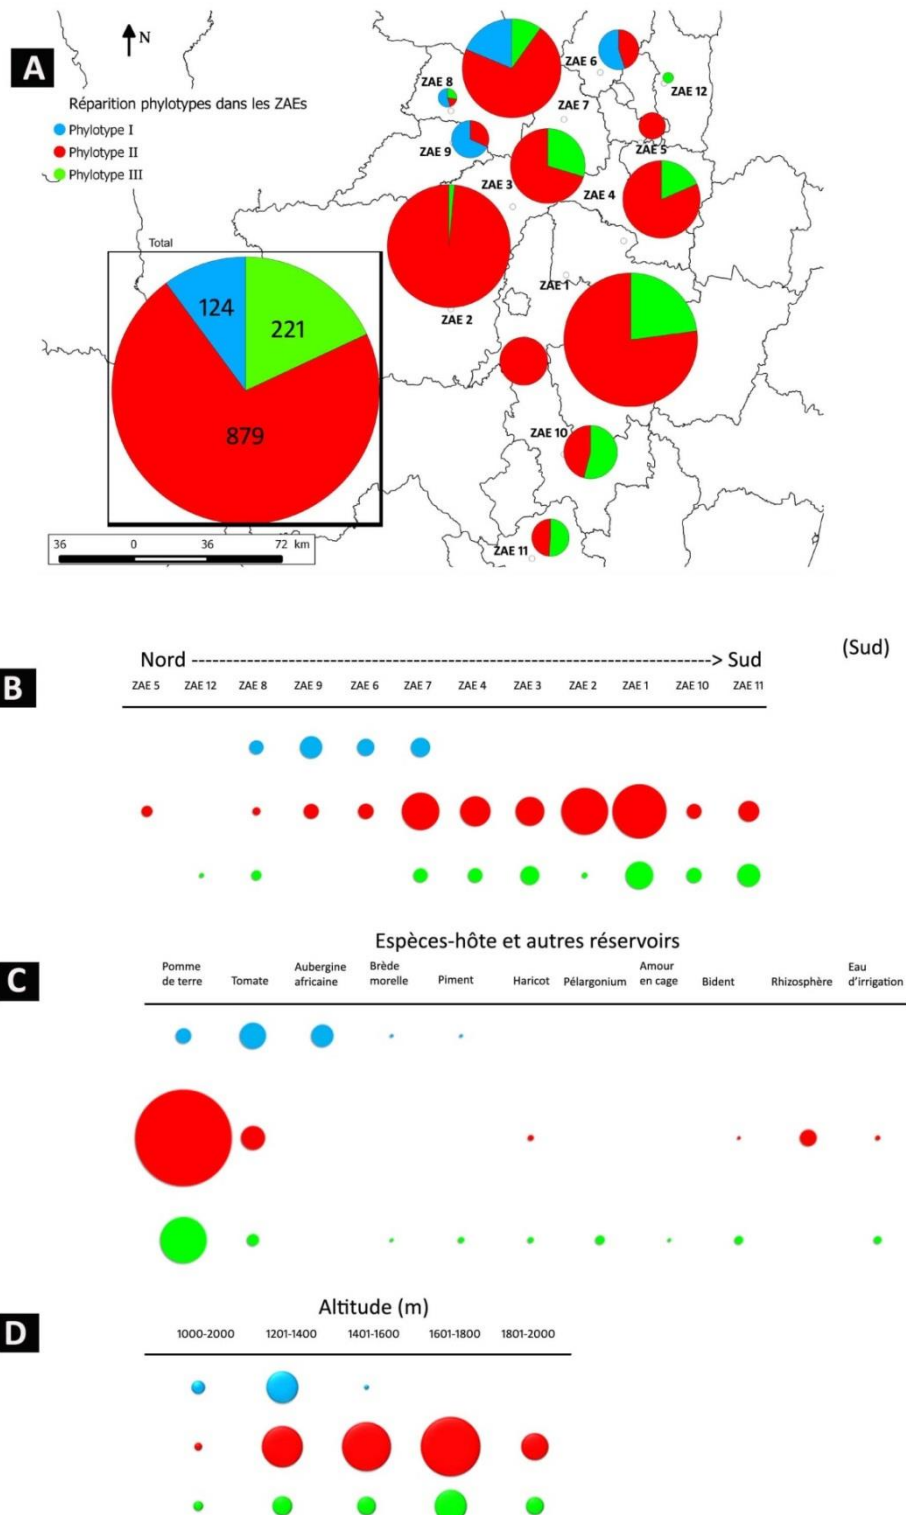 A
N
Réparition phylotypes dans les ZAEs
Phylotype I
Phylotype II
Phylotype III
ZAE 8
ZAE 6
ZAE 12
ZAE 7
ZAE 5
ZAE 9
ZAE 3
ZAE 4
Total
ZAE 1
ZAE 2
124
221
879
ZAE 10
ZAE 11
36 0 36 72 km
(Sud)
B
Nord ----------------------------------------------------------------------------> Sud
ZAE 5 ZAE 12 ZAE 8 ZAE 9 ZAE 6 ZAE 7 ZAE 4 ZAE 3 ZAE 2 ZAE 1 ZAE 10 ZAE 11
Espèces-hôte et autres réservoirs
C
Pomme de terre
Tomate
Aubergine africaine
Brède morelle
Piment
Haricot
Pélargonium
Amour en cage
Bident
Rhizosphère
Eau d'irrigation
Altitude (m)
D
1000-2000 1201-1400 1401-1600 1601-1800 1801-2000